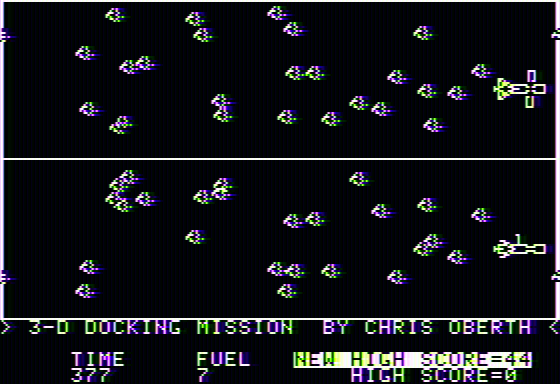 > 3-D DOCKING MISSION BY CHRIS OBERTH <
TIME FUEL NEW HIGH SCORE=44
377 7 HIGH SCORE=0